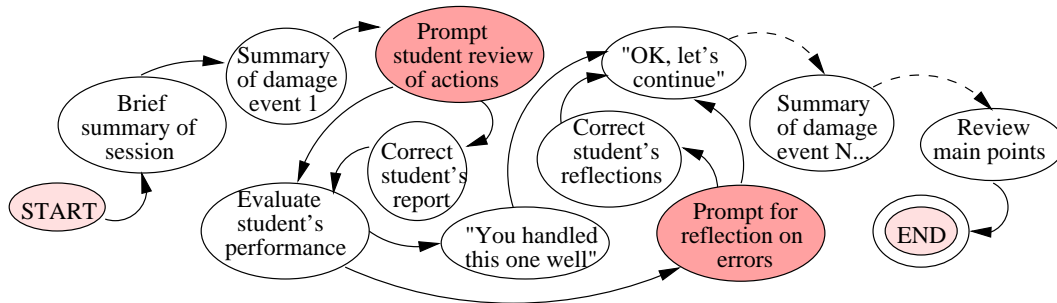 START
Brief
summary of
session
Summary
of damage
event 1
Prompt
student review
of actions
Correct
student's
report
Evaluate
student's
performance
"You handled
this one well"
"OK, let's
continue"
Correct
student's
reflections
Prompt for
reflection on
errors
Summary
of damage
event N...
Review
main points
END